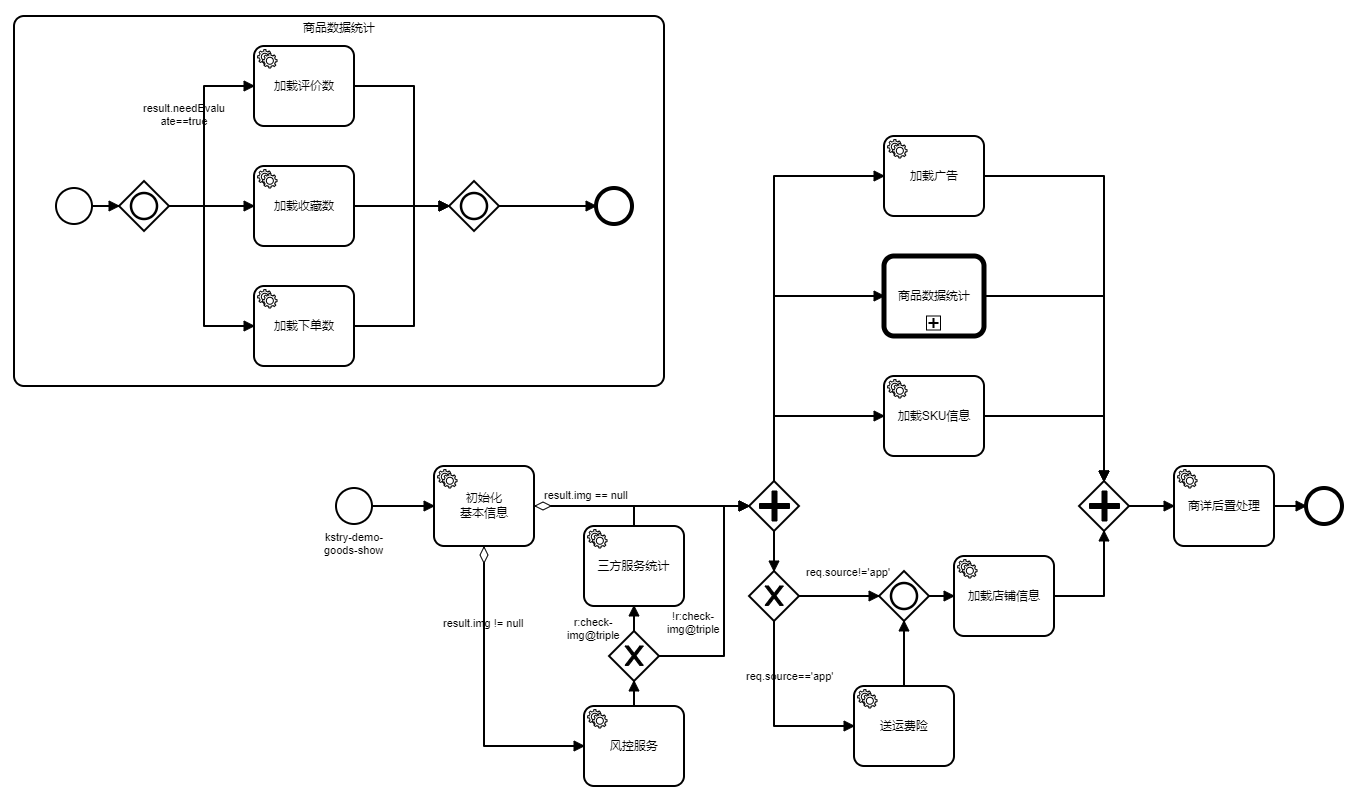 商品数据统计
加载评价数
result.needEvalu
ate==true
加载收藏数
加载下单数
加载广告
商品数据统计
加载SKU信息
初始化
基本信息
result.img == null
kstry-demo-
goods-show
商详后置处理
三方服务统计
req.source!='app'
加载店铺信息
result.img != null
r:check-
img@triple
!r:check-
img@triple
req.source=='app'
送运费险
风控服务